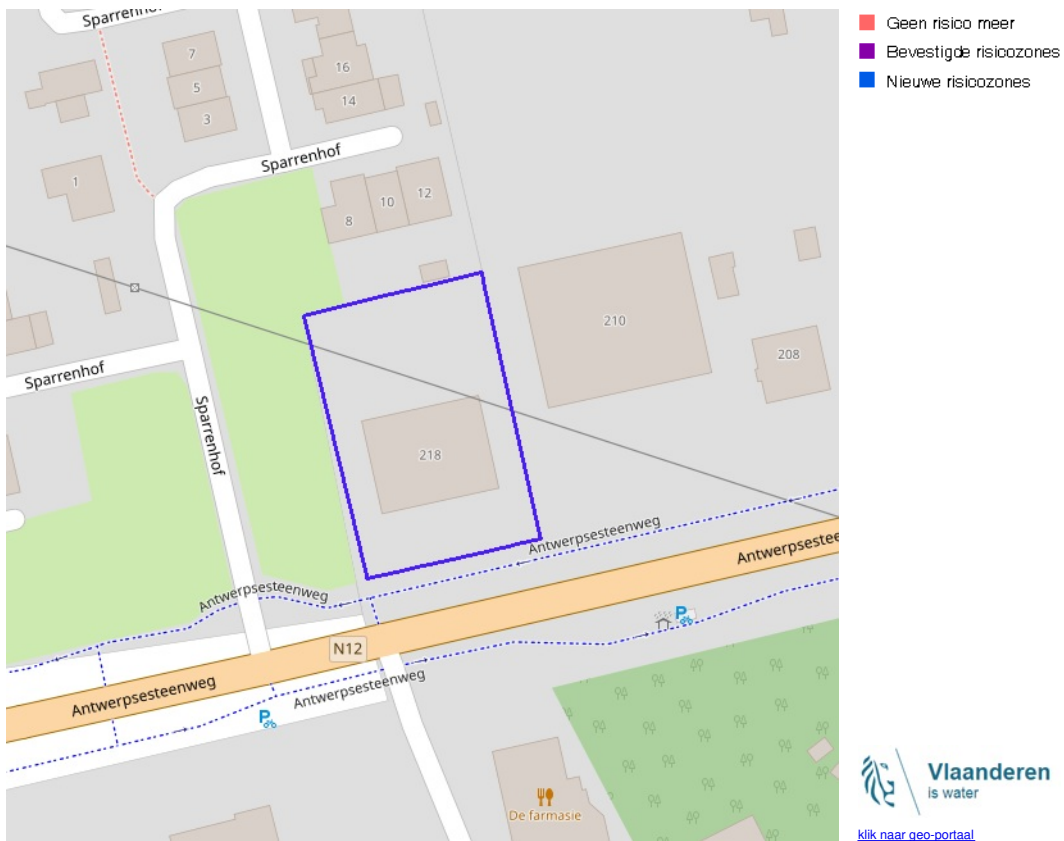 Sparrenhof
7
5
3
16
14
Sparrenhof
1
12
10
8
210
208
Sparrenhof
Sparrenhof
218
Antwerpsesteenweg
Antwerpsestee
Antwerpsesteenweg
N12
Antwerpsesteenweg
Antwerpsesteenweg
P
P
De farmasie
Geen risico meer
Bevestigde risicozones
Nieuwe risicozones
Vlaanderen
is water
klik naar geo-portaal